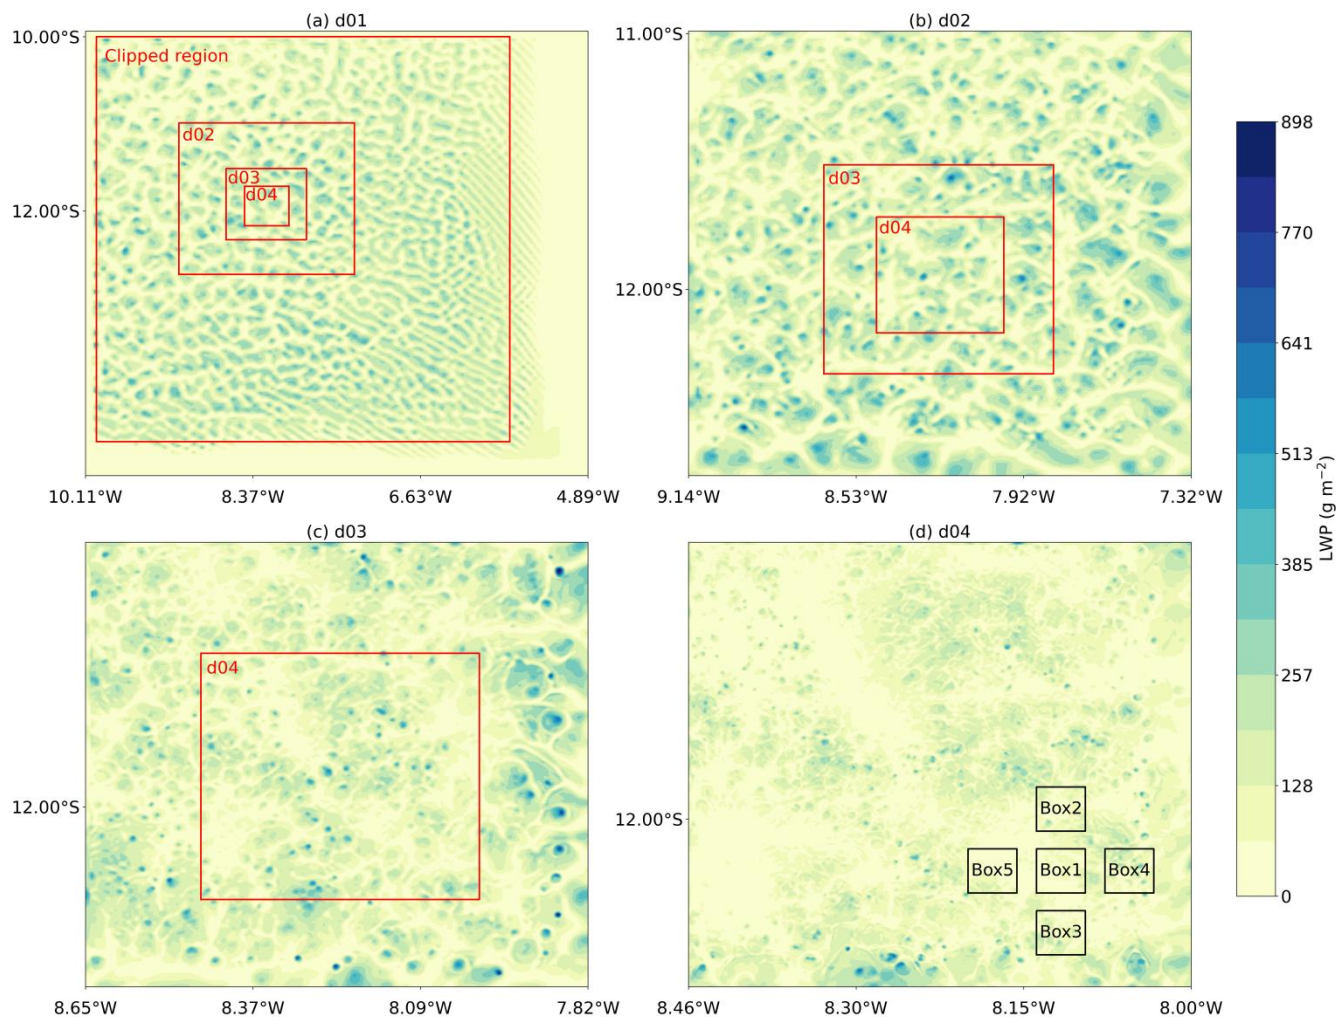 (a) d01
10.00°S
12.00°S
Clipped region
d02
d03
d04
10.11°W 8.37°W 6.63°W 4.89°W
(b) d02
11.00°S
12.00°S
d03
d04
9.14°W 8.53°W 7.92°W 7.32°W
(c) d03
12.00°S
d04
8.65°W 8.37°W 8.09°W 7.82°W
(d) d04
12.00°S
Box2
Box5 Box1 Box4
Box3
8.46°W 8.30°W 8.15°W 8.00°W
898
770
641
513
385
257
128
0
LWP (g m⁻²)